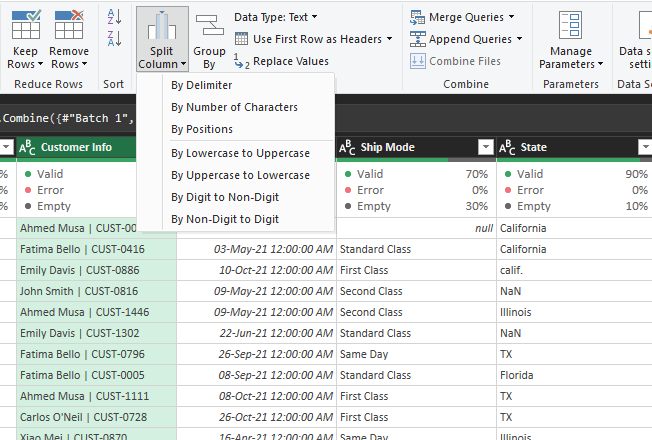 Keep Rows
Remove Rows
Reduce Rows
Sort
Split Column
Group By
Data Type: Text
Use First Row as Headers
Replace Values
Merge Queries
Append Queries
Combine Files
Combine
Manage Parameters
Parameters
Data s
setti
Data S
.Combine({#"Batch 1",
By Delimiter
By Number of Characters
By Positions
By Lowercase to Uppercase
By Uppercase to Lowercase
By Digit to Non-Digit
By Non-Digit to Digit
ABC Customer Info
ABC Ship Mode
ABC State
% Valid 70% Valid 90%
% Error 0% Error 0%
% Empty 30% Empty 10%
Ahmed Musa | CUST-00 null California
Fatima Bello | CUST-0416 03-May-21 12:00:00 AM Standard Class California
Emily Davis | CUST-0886 10-Oct-21 12:00:00 AM First Class calif.
John Smith | CUST-0816 09-May-21 12:00:00 AM Second Class NaN
Ahmed Musa | CUST-1446 09-May-21 12:00:00 AM Second Class Illinois
Emily Davis | CUST-1302 22-Jun-21 12:00:00 AM First Class NaN
Fatima Bello | CUST-0796 26-Sep-21 12:00:00 AM Same Day TX
Fatima Bello | CUST-0005 08-Sep-21 12:00:00 AM Standard Class Florida
Ahmed Musa | CUST-1111 08-Oct-21 12:00:00 AM First Class TX
Carlos O'Neil | CUST-0728 26-Oct-21 12:00:00 AM First Class TX
Xiao Mei | CUST-0870 16-Apr-21 12:00:00 AM Same Day Illinois